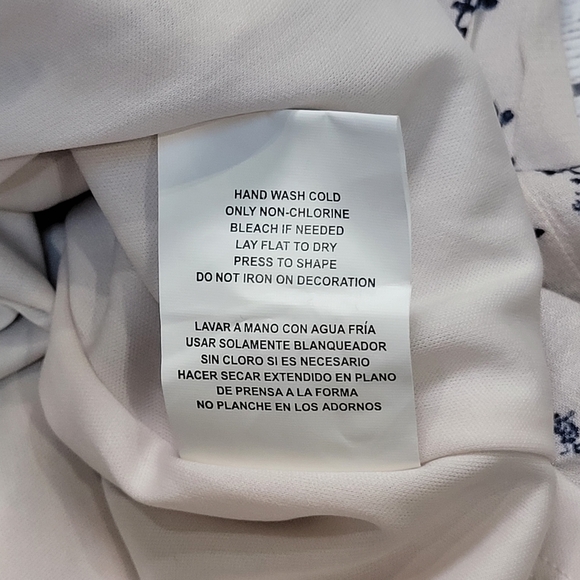 HAND WASH COLD
ONLY NON-CHLORINE
BLEACH IF NEEDED
LAY FLAT TO DRY
PRESS TO SHAPE
DO NOT IRON ON DECORATION
LAVAR A MANO CON AGUA FRÍA
USAR SOLAMENTE BLANQUEADOR
SIN CLORO SI ES NECESARIO
HACER SECAR EXTENDIDO EN PLANO
DE PRENSA A LA FORMA
NO PLANCHE EN LOS ADORNOS